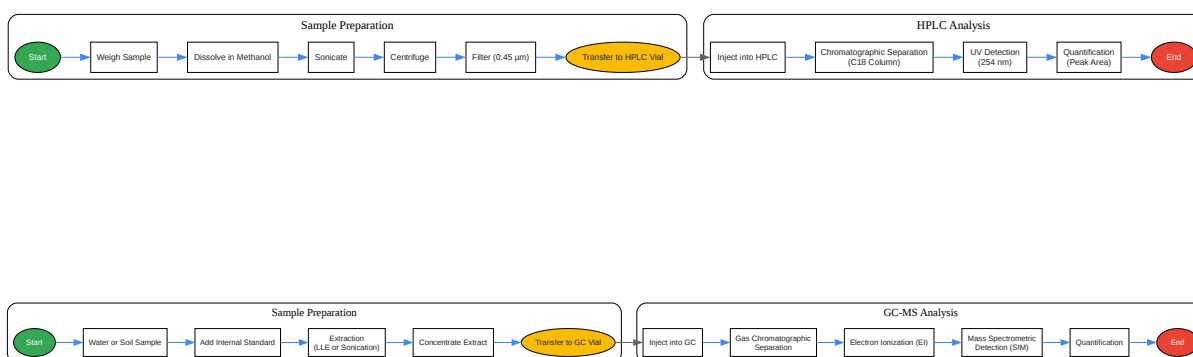 Sample Preparation
Start
Weigh Sample
Dissolve in Methanol
Sonicate
Centrifuge
Filter (0.45 µm)
Transfer to HPLC Vial
HPLC Analysis
Inject into HPLC
Chromatographic Separation
(C18 Column)
UV Detection
(254 nm)
Quantification
(Peak Area)
End
Sample Preparation
Start
Water or Soil Sample
Add Internal Standard
Extraction
(LLE or Sonication)
Concentrate Extract
Transfer to GC Vial
GC-MS Analysis
Inject into GC
Gas Chromatographic
Separation
Electron Ionization (EI)
Mass Spectrometric
Detection (SIM)
Quantification
End